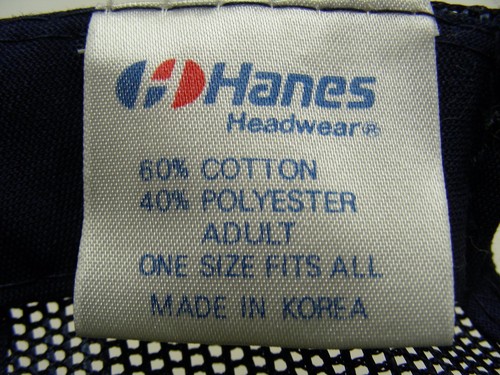 Hanes
Headwear®
60% COTTON
40% POLYESTER
ADULT
ONE SIZE FITS ALL
MADE IN KOREA